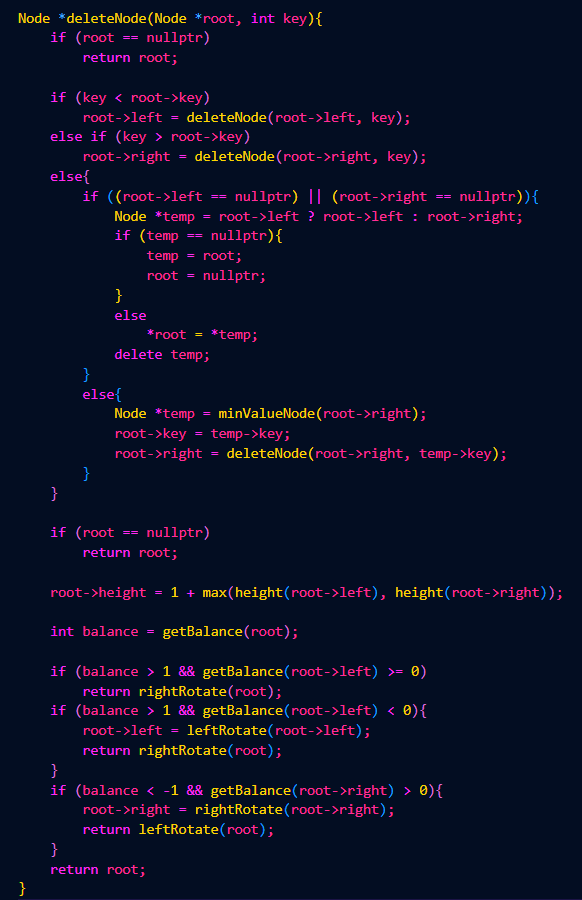 Node *deleteNode(Node *root, int key){
    if (root == nullptr)
        return root;

    if (key < root->key)
        root->left = deleteNode(root->left, key);
    else if (key > root->key)
        root->right = deleteNode(root->right, key);
    else{
        if ((root->left == nullptr) || (root->right == nullptr)){
            Node *temp = root->left ? root->left : root->right;
            if (temp == nullptr){
                temp = root;
                root = nullptr;
            }
            else
                *root = *temp;
            delete temp;
        }
        else{
            Node *temp = minValueNode(root->right);
            root->key = temp->key;
            root->right = deleteNode(root->right, temp->key);
        }
    }

    if (root == nullptr)
        return root;

    root->height = 1 + max(height(root->left), height(root->right));

    int balance = getBalance(root);

    if (balance > 1 && getBalance(root->left) >= 0)
        return rightRotate(root);
    if (balance > 1 && getBalance(root->left) < 0){
        root->left = leftRotate(root->left);
        return rightRotate(root);
    }
    if (balance < -1 && getBalance(root->right) > 0){
        root->right = rightRotate(root->right);
        return leftRotate(root);
    }
    return root;
}